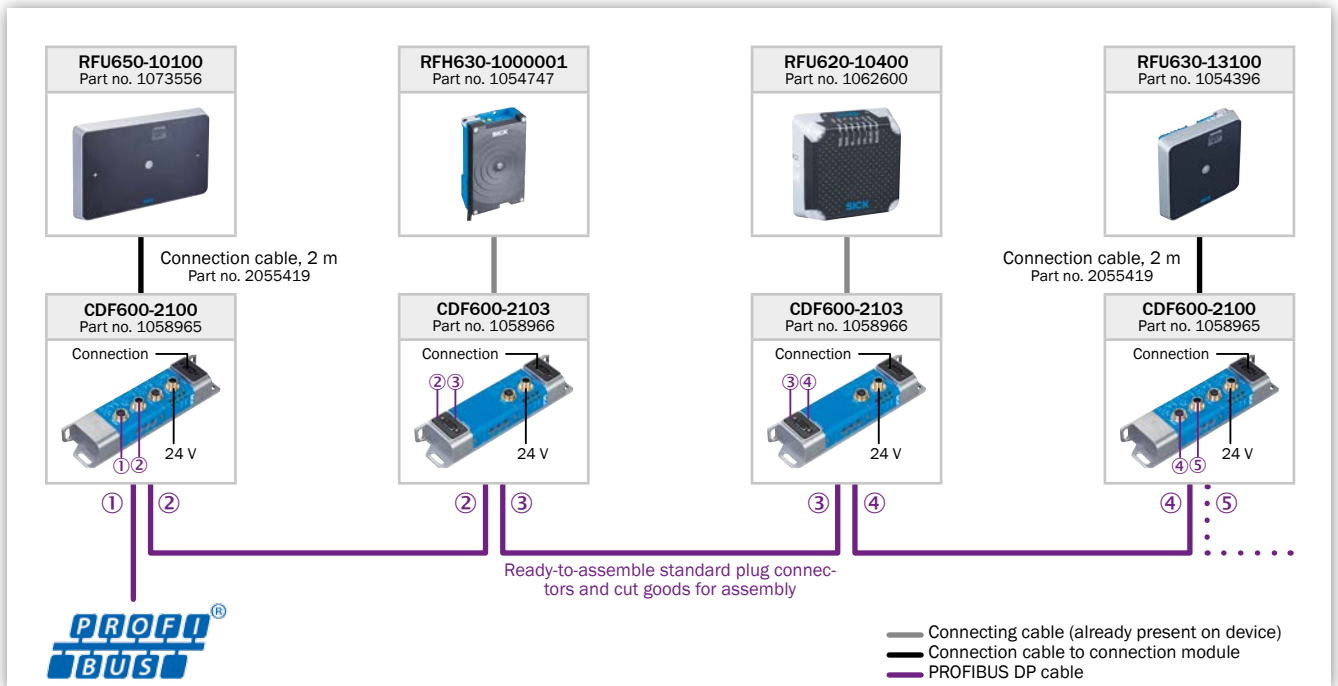 RFU650-10100
Part no. 1073556
RFH630-1000001
Part no. 1054747
RFU620-10400
Part no. 1062600
RFU630-13100
Part no. 1054396
SICK
SICK
SICK
Connection cable, 2 m
Part no. 2055419
Connection cable, 2 m
Part no. 2055419
CDF600-2100
Part no. 1058965
CDF600-2103
Part no. 1058966
CDF600-2103
Part no. 1058966
CDF600-2100
Part no. 1058965
Connection
①②
24 V
Connection
②③
24 V
Connection
③④
24 V
Connection
④⑤
24 V
① ②
② ③
③ ④
④ ⑤
Ready-to-assemble standard plug connec-
tors and cut goods for assembly
PROFI®
BUS
Connecting cable (already present on device)
Connection cable to connection module
PROFIBUS DP cable